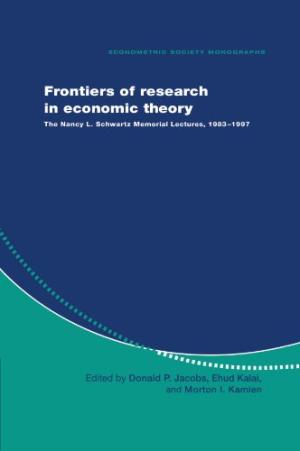 ECONOMETRIC SOCIETY MONOGRAPHS
Frontiers of research
in economic theory
The Nancy L. Schwartz Memorial Lectures, 1983–1997
Edited by Donald P. Jacobs, Ehud Kalai,
and Morton I. Kamien